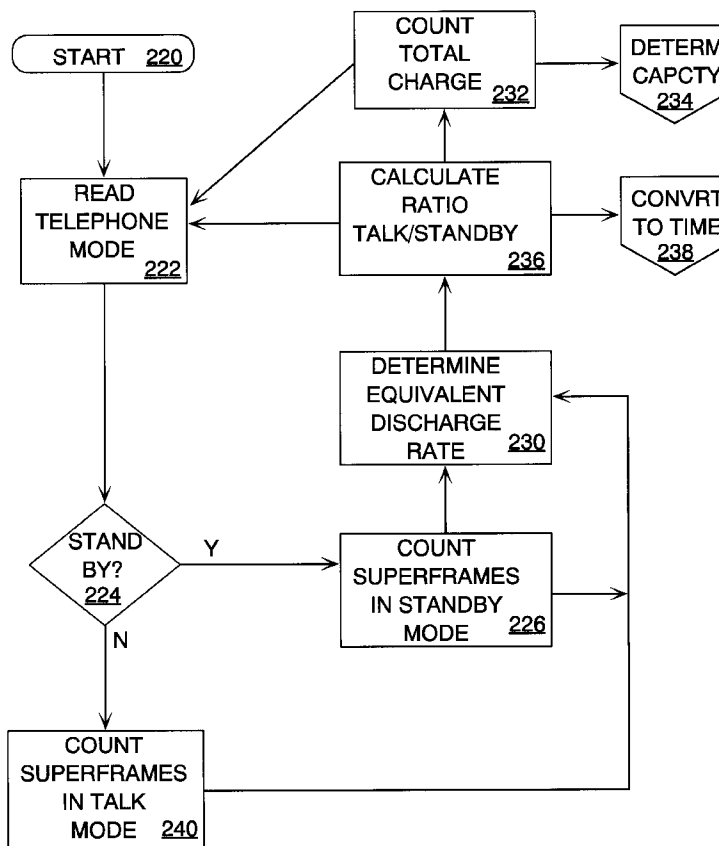 START 220
COUNT
TOTAL
CHARGE
232
DETERM
CAPCTY
234
READ
TELEPHONE
MODE
222
CALCULATE
RATIO
TALK/STANDBY
236
CONVRT
TO TIME
238
DETERMINE
EQUIVALENT
DISCHARGE
RATE
230
STAND
BY?
224
Y
N
COUNT
SUPERFRAMES
IN STANDBY
MODE
226
COUNT
SUPERFRAMES
IN TALK
MODE
240